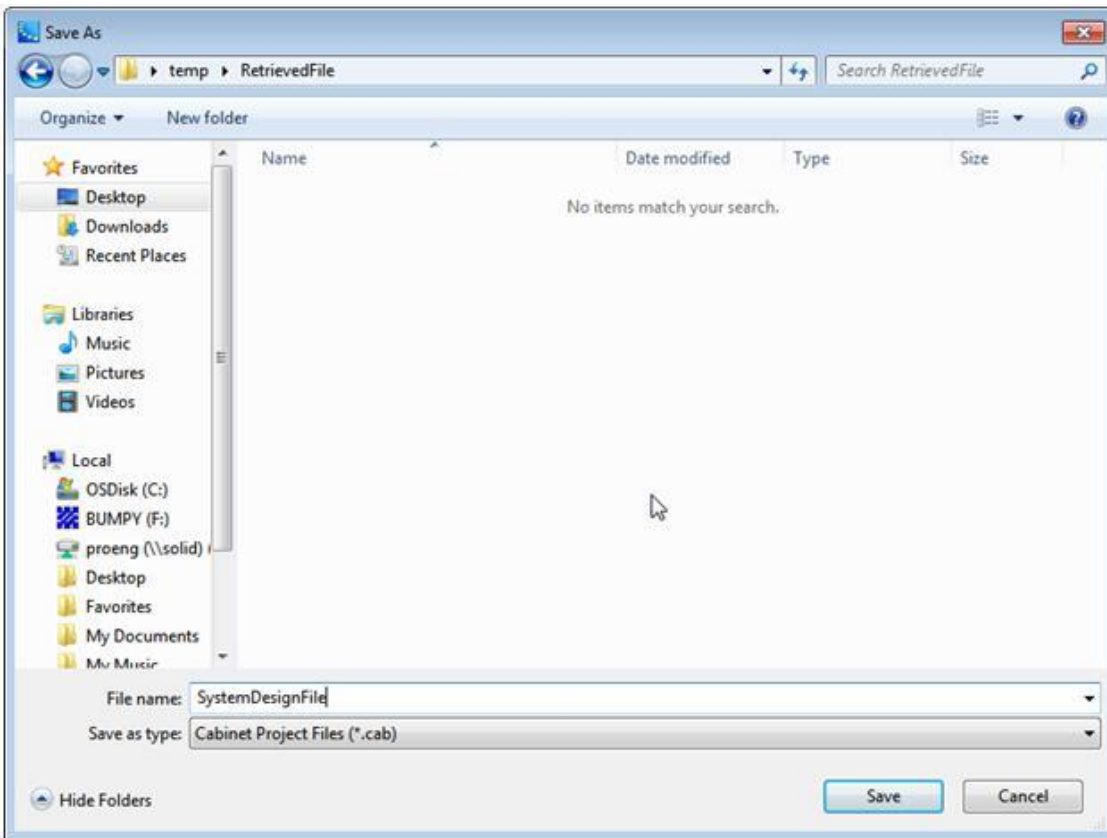 Save As
temp RetrievedFile
Search RetrievedFile
Organize New folder
Name Date modified Type Size
No items match your search.
Favorites
Desktop
Downloads
Recent Places
Libraries
Music
Pictures
Videos
Local
OSDisk (C:)
BUMPY (F:)
proeng (\\solid) (
Desktop
Favorites
My Documents
My Music
File name: SystemDesignFile
Save as type: Cabinet Project Files (*.cab)
Hide Folders Save Cancel